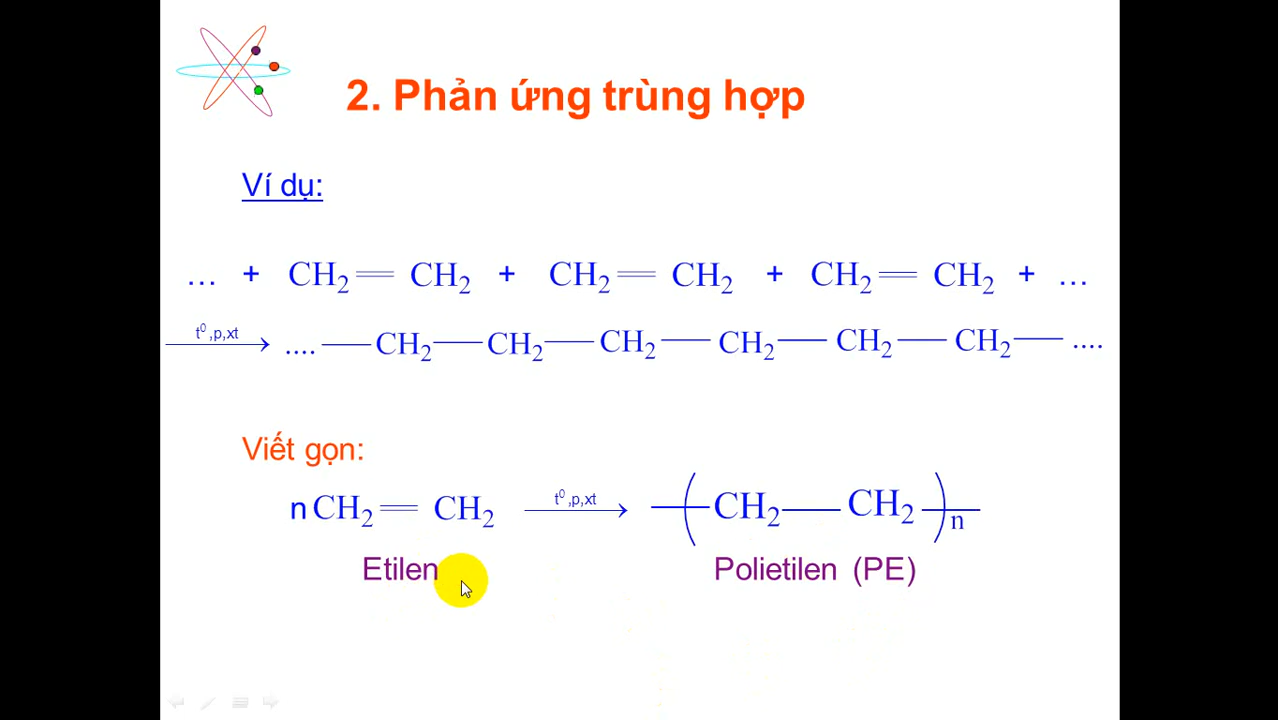 2. Phản ứng trùng hợp
Ví dụ:
... + CH₂ = CH₂ + CH₂ = CH₂ + CH₂ = CH₂ + ...
t⁰,p,xt → .... — CH₂ — CH₂ — CH₂ — CH₂ — CH₂ — CH₂ — ....
Viết gọn:
nCH₂ = CH₂ t⁰,p,xt → —( CH₂ — CH₂ )—n
Etilen Polietilen (PE)